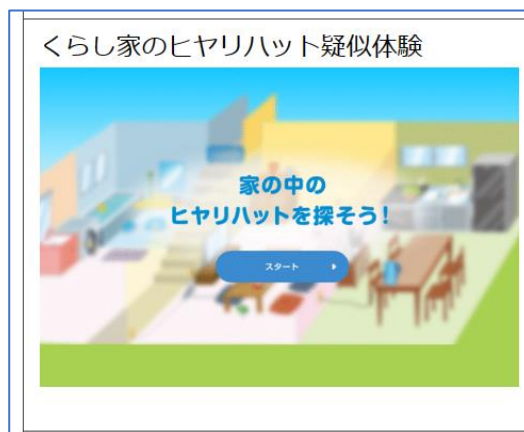 くらし家のヒヤリハット疑似体験
家の中の
ヒヤリハットを探そう！
スタート